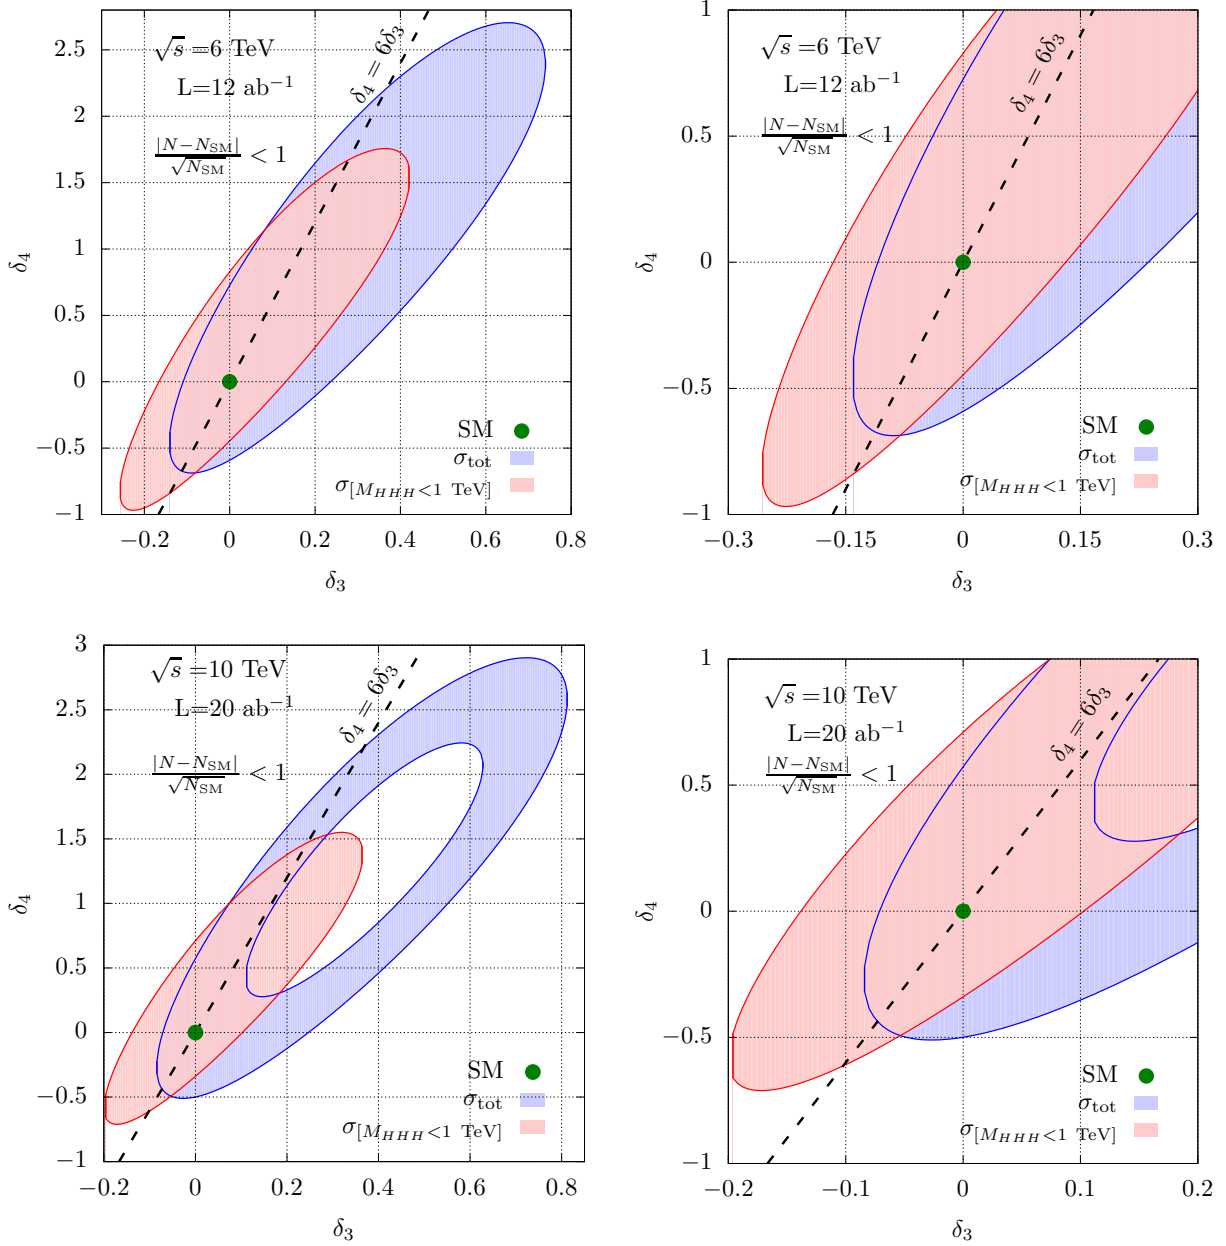 √s =6 TeV
L=12 ab⁻¹
|N−N_SM|/√N_SM < 1
δ₄ = 6δ₃
2.5
2
1.5
1
0.5
0
−0.5
−1
δ₄
SM
σ_tot
σ_[M_HHH<1 TeV]
−0.2
0
0.2
0.4
0.6
0.8
δ₃
√s =6 TeV
L=12 ab⁻¹
|N−N_SM|/√N_SM < 1
δ₄ = 6δ₃
1
0.5
0
−0.5
−1
δ₄
SM
σ_tot
σ_[M_HHH<1 TeV]
−0.3
−0.15
0
0.15
0.3
δ₃
√s =10 TeV
L=20 ab⁻¹
|N−N_SM|/√N_SM < 1
δ₄ = 6δ₃
3
2.5
2
1.5
1
0.5
0
−0.5
−1
δ₄
SM
σ_tot
σ_[M_HHH<1 TeV]
−0.2
0
0.2
0.4
0.6
0.8
δ₃
√s =10 TeV
L=20 ab⁻¹
|N−N_SM|/√N_SM < 1
δ₄ = 6δ₃
1
0.5
0
−0.5
−1
δ₄
SM
σ_tot
σ_[M_HHH<1 TeV]
−0.2
−0.1
0
0.1
0.2
δ₃